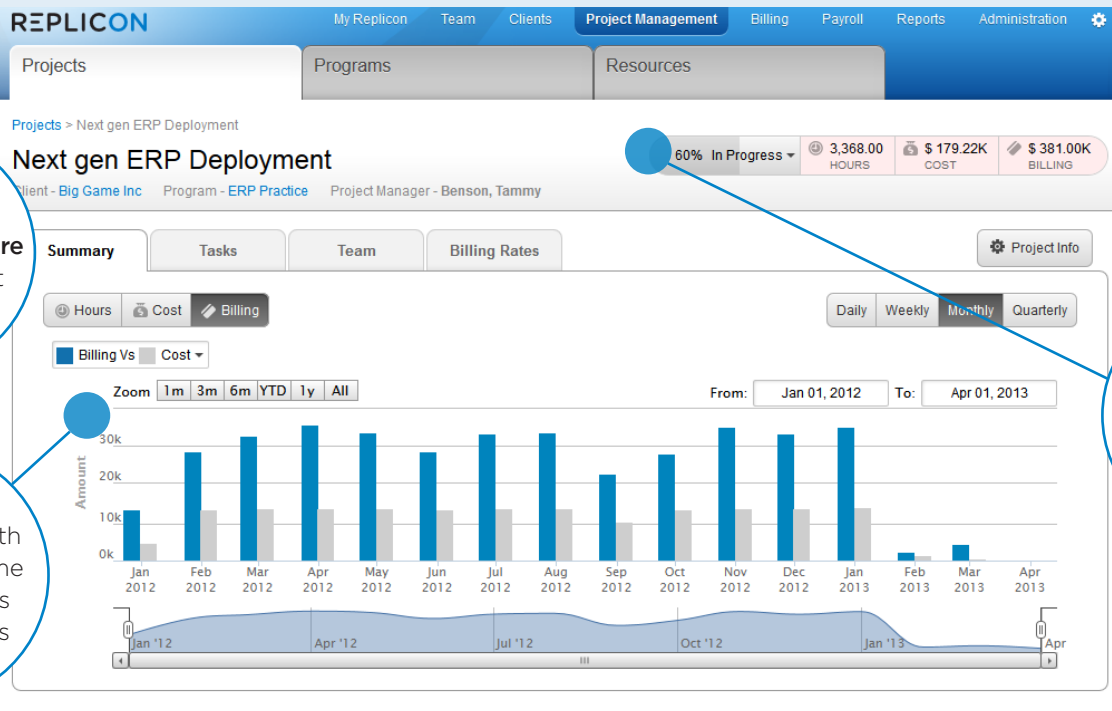 REPLICON
My Replicon Team Clients Project Management Billing Payroll Reports Administration
Projects Programs Resources
Projects > Next gen ERP Deployment
Next gen ERP Deployment
60% In Progress
3,368.00
HOURS
$ 179.22K
COST
$ 381.00K
BILLING
Client - Big Game Inc Program - ERP Practice Project Manager - Benson, Tammy
Summary Tasks Team Billing Rates Project Info
Hours Cost Billing
Daily Weekly Monthly Quarterly
Billing Vs Cost
Zoom 1m 3m 6m YTD 1y All
From: Jan 01, 2012 To: Apr 01, 2013
Amount
30k
20k
10k
0k
Jan 2012 Feb 2012 Mar 2012 Apr 2012 May 2012 Jun 2012 Jul 2012 Aug 2012 Sep 2012 Oct 2012 Nov 2012 Dec 2012 Jan 2013 Feb 2013 Mar 2013 Apr 2013
Jan '12 Apr '12 Jul '12 Oct '12 Jan '13 Apr